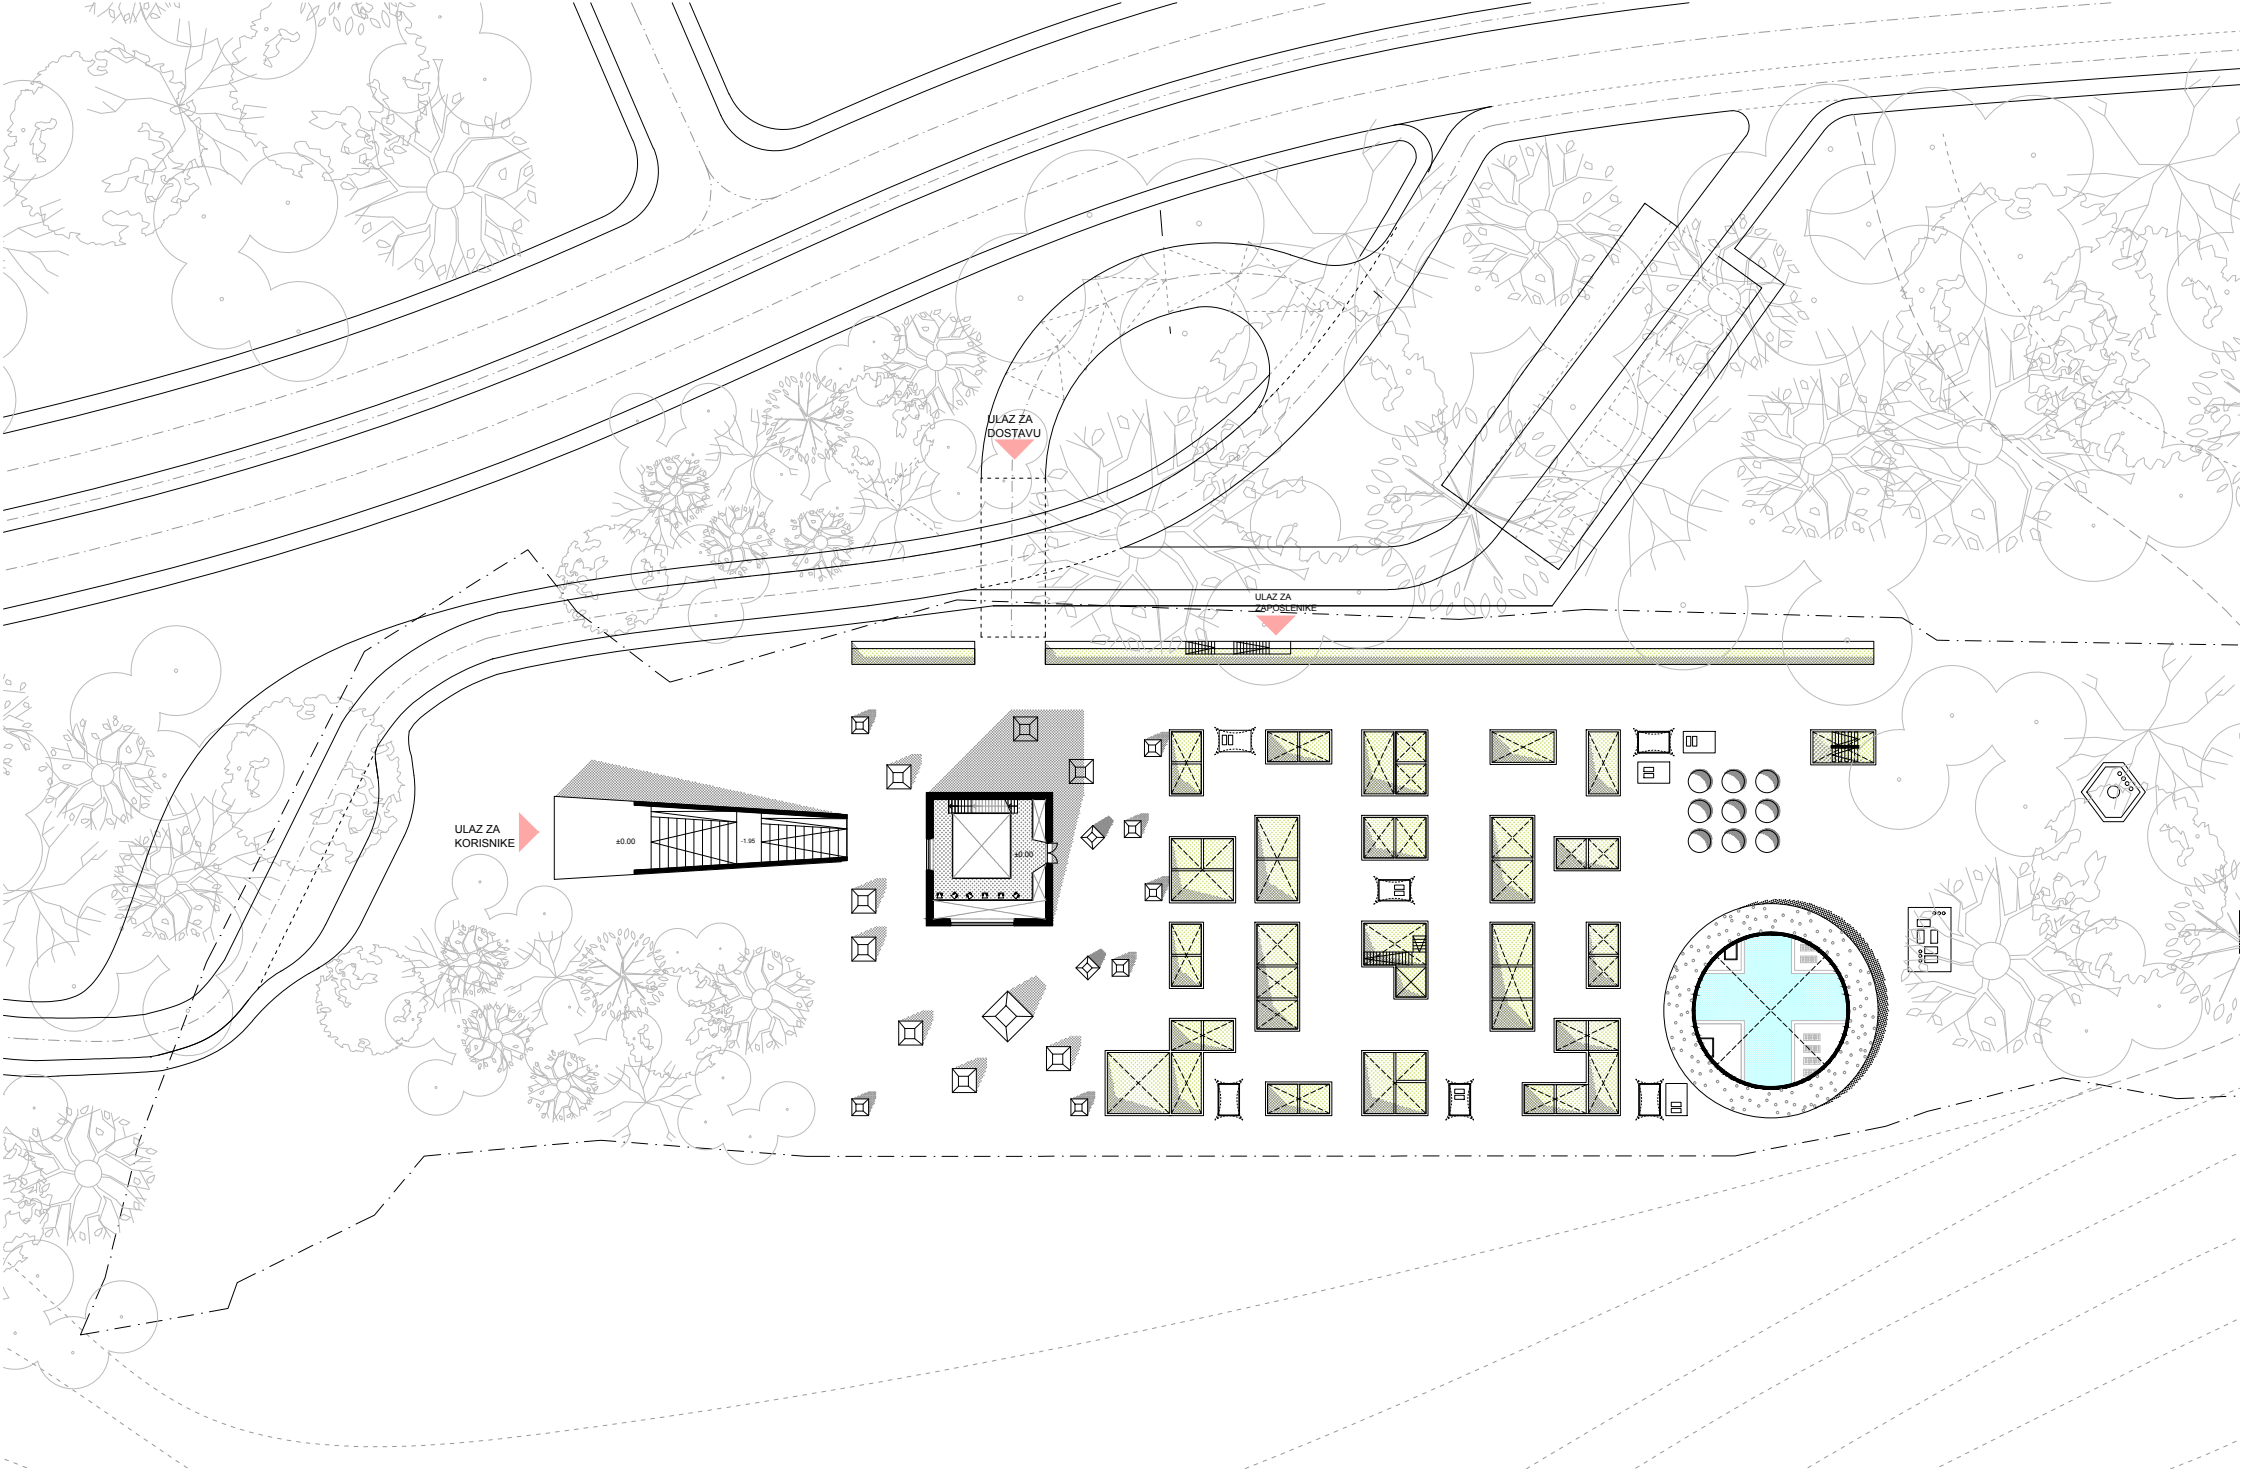 ULAZ ZA
DOSTAVU
ULAZ ZA
ZAPOSLENIKE
ULAZ ZA
KORISNIKE
±0.00
-1.95
±0.00